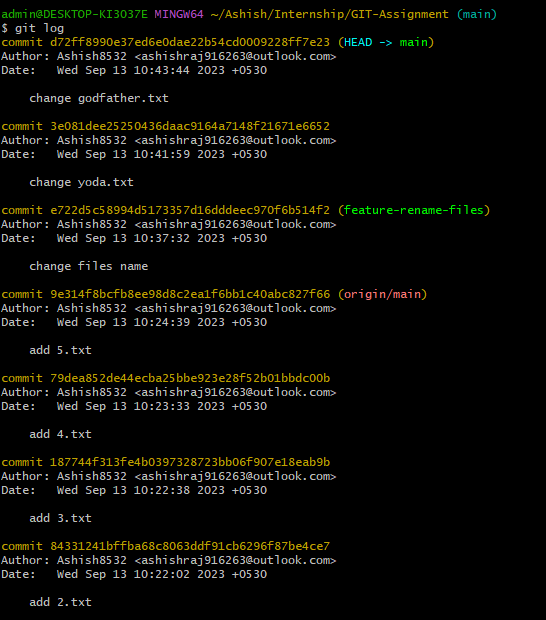 admin@DESKTOP-KI3O37E MINGW64 ~/Ashish/Internship/GIT-Assignment (main)
$ git log
commit d72ff8990e37ed6e0dae22b54cd0009228ff7e23 (HEAD -> main)
Author: Ashish8532 <ashishraj916263@outlook.com>
Date:   Wed Sep 13 10:43:44 2023 +0530

    change godfather.txt

commit 3e081dee25250436daac9164a7148f21671e6652
Author: Ashish8532 <ashishraj916263@outlook.com>
Date:   Wed Sep 13 10:41:59 2023 +0530

    change yoda.txt

commit e722d5c58994d5173357d16dddeec970f6b514f2 (feature-rename-files)
Author: Ashish8532 <ashishraj916263@outlook.com>
Date:   Wed Sep 13 10:37:32 2023 +0530

    change files name

commit 9e314f8bcfb8ee98d8c2ea1f6bb1c40abc827f66 (origin/main)
Author: Ashish8532 <ashishraj916263@outlook.com>
Date:   Wed Sep 13 10:24:39 2023 +0530

    add 5.txt

commit 79dea852de44ecba25bbe923e28f52b01bbdc00b
Author: Ashish8532 <ashishraj916263@outlook.com>
Date:   Wed Sep 13 10:23:33 2023 +0530

    add 4.txt

commit 187744f313fe4b0397328723bb06f907e18eab9b
Author: Ashish8532 <ashishraj916263@outlook.com>
Date:   Wed Sep 13 10:22:38 2023 +0530

    add 3.txt

commit 84331241bffba68c8063ddf91cb6296f87be4ce7
Author: Ashish8532 <ashishraj916263@outlook.com>
Date:   Wed Sep 13 10:22:02 2023 +0530

    add 2.txt